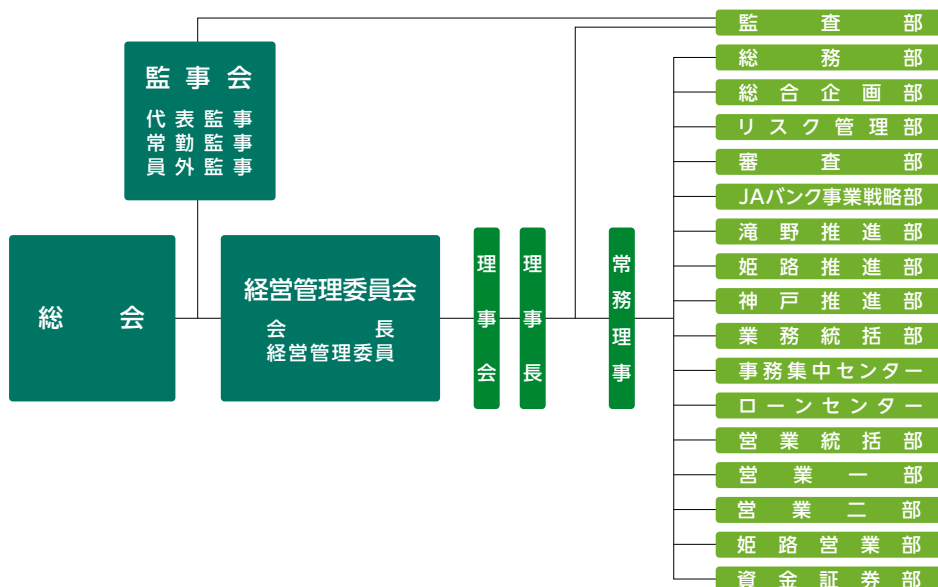 監事会
代表監事
常勤監事
員外監事
総会
経営管理委員会
会長
経営管理委員
理事会
理事長
常務理事
監査部
総務部
総合企画部
リスク管理部
審査部
JAバンク事業戦略部
滝野推進部
姫路推進部
神戸推進部
業務統括部
事務集中センター
ローンセンター
営業統括部
営業一部
営業二部
姫路営業部
資金証券部